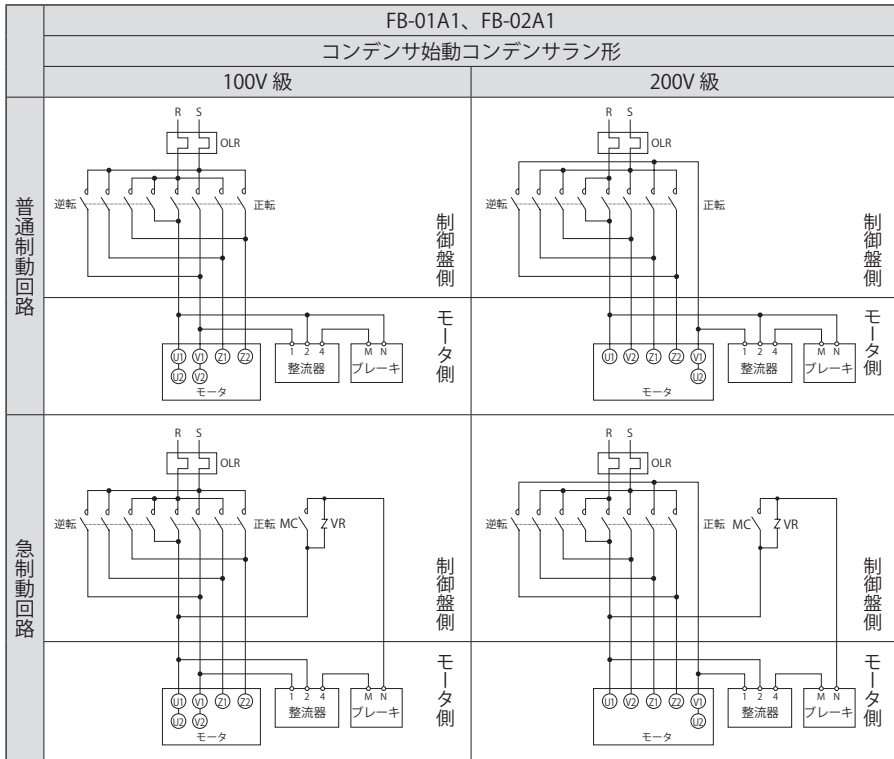 FB-01A1、FB-02A1
コンデンサ始動コンデンサラン形
100V 級
200V 級
普通制動回路
R S
OLR
逆転
正転
制御盤側
モータ側
U1 V1 Z1 Z2
U2 V2
モータ
1 2 4
整流器
M N
ブレーキ
R S
OLR
逆転
正転
制御盤側
モータ側
U1 V2 Z1 Z2 V1
U2
モータ
1 2 4
整流器
M N
ブレーキ
急制動回路
R S
OLR
逆転
正転
MC
VR
制御盤側
モータ側
U1 V1 Z1 Z2
U2 V2
モータ
1 2 4
整流器
M N
ブレーキ
R S
OLR
逆転
正転
MC
VR
制御盤側
モータ側
U1 V2 Z1 Z2 V1
U2
モータ
1 2 4
整流器
M N
ブレーキ